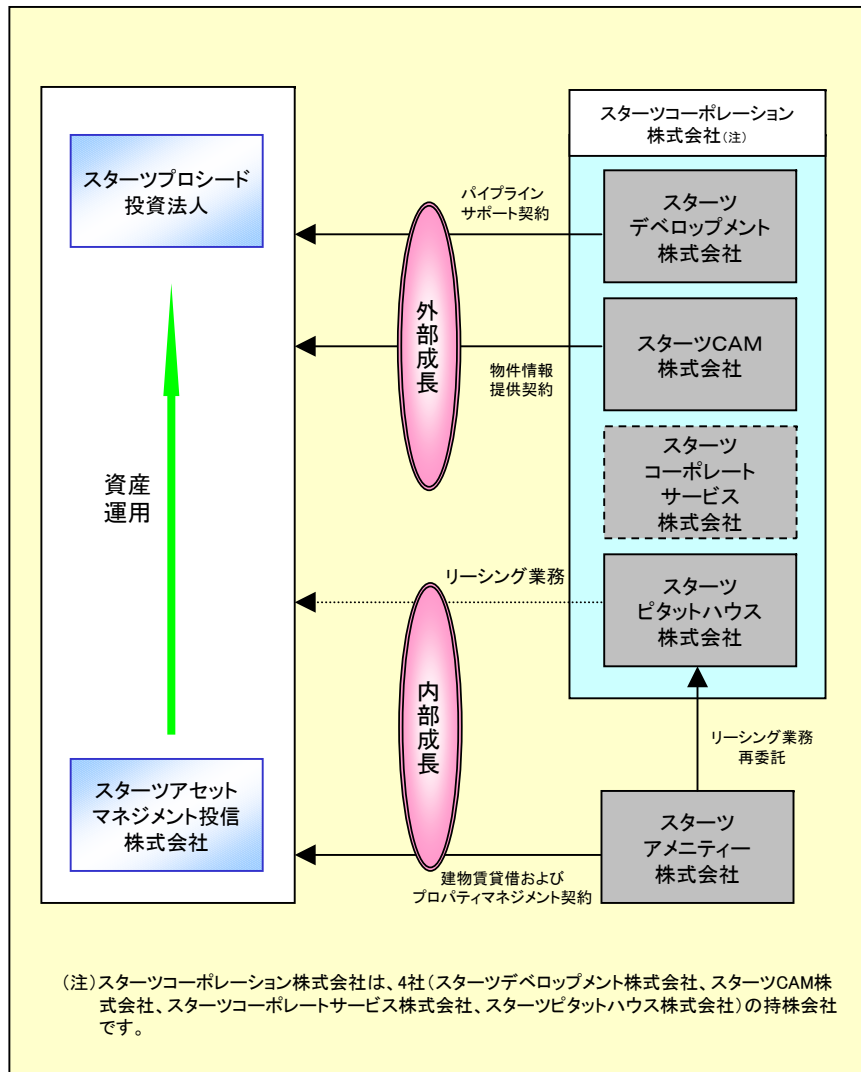 スターツコーポレーション
株式会社(注)
スターツプロシード
投資法人
パイプライン
サポート契約
スターツ
デベロップメント
株式会社
外部成長
物件情報
提供契約
スターツCAM
株式会社
スターツ
コーポレート
サービス
株式会社
資産
運用
リーシング業務
スターツ
ピタットハウス
株式会社
内部成長
リーシング業務
再委託
スターツアセット
マネジメント投信
株式会社
スターツ
アメニティー
株式会社
建物賃貸借および
プロパティマネジメント契約
(注)スターツコーポレーション株式会社は、4社(スターツデベロップメント株式会社、スターツCAM株
式会社、スターツコーポレートサービス株式会社、スターツピタットハウス株式会社)の持株会社
です。